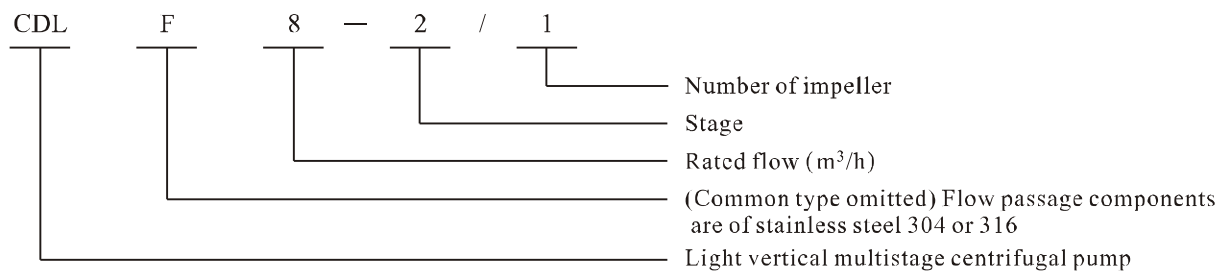 CDL F 8 — 2 / 1
Number of impeller
Stage
Rated flow (m³/h)
(Common type omitted) Flow passage components
are of stainless steel 304 or 316
Light vertical multistage centrifugal pump